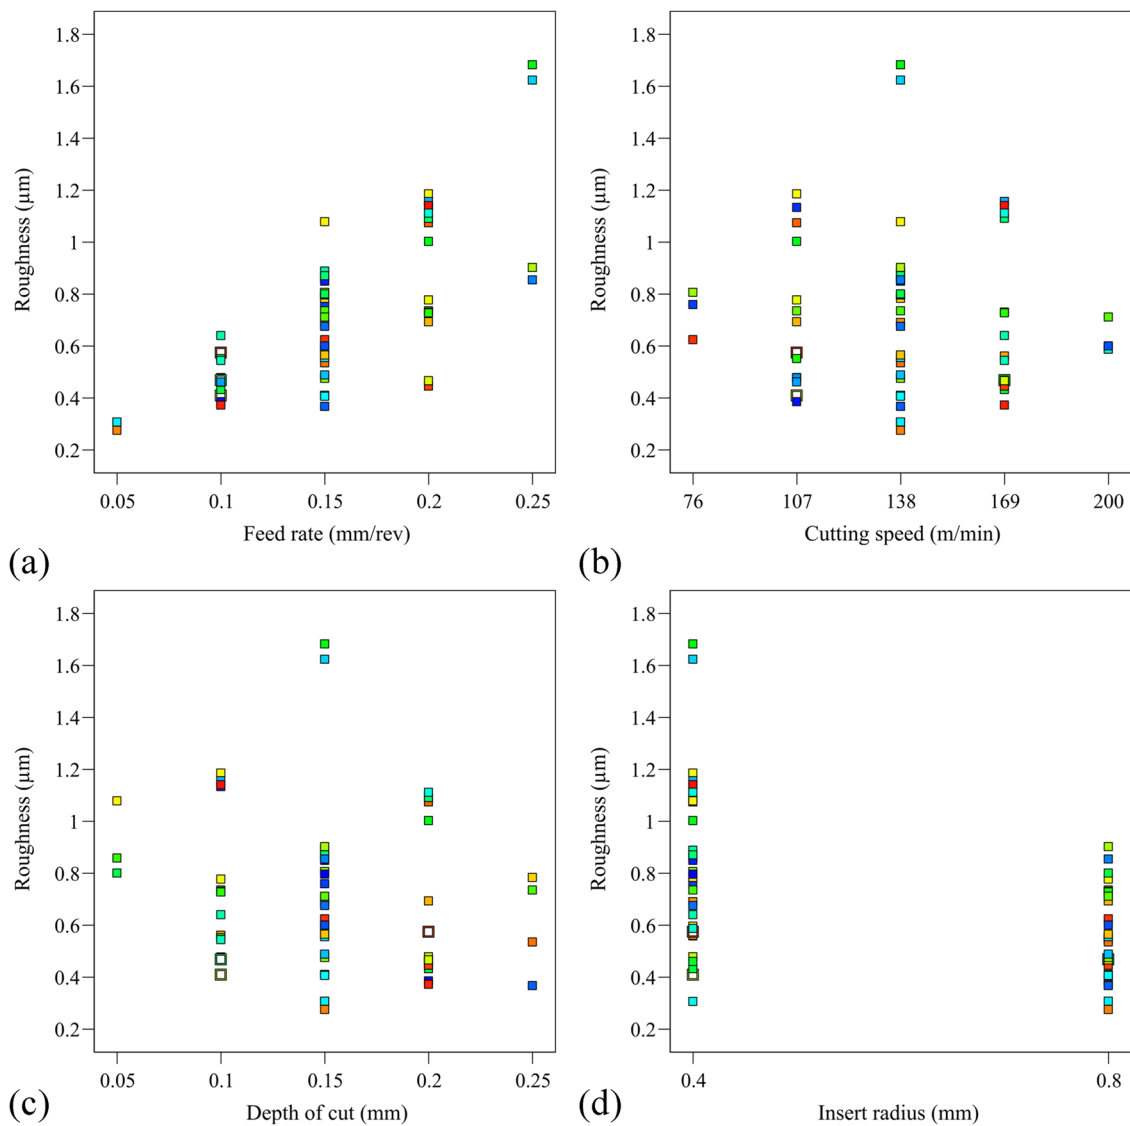 1.8
1.6
1.4
1.2
1
0.8
0.6
0.4
0.2
Roughness (μm)
0.05 0.1 0.15 0.2 0.25
Feed rate (mm/rev)
(a)
1.8
1.6
1.4
1.2
1
0.8
0.6
0.4
0.2
Roughness (μm)
76 107 138 169 200
Cutting speed (m/min)
(b)
1.8
1.6
1.4
1.2
1
0.8
0.6
0.4
0.2
Roughness (μm)
0.05 0.1 0.15 0.2 0.25
Depth of cut (mm)
(c)
1.8
1.6
1.4
1.2
1
0.8
0.6
0.4
0.2
Roughness (μm)
0.4 0.8
Insert radius (mm)
(d)